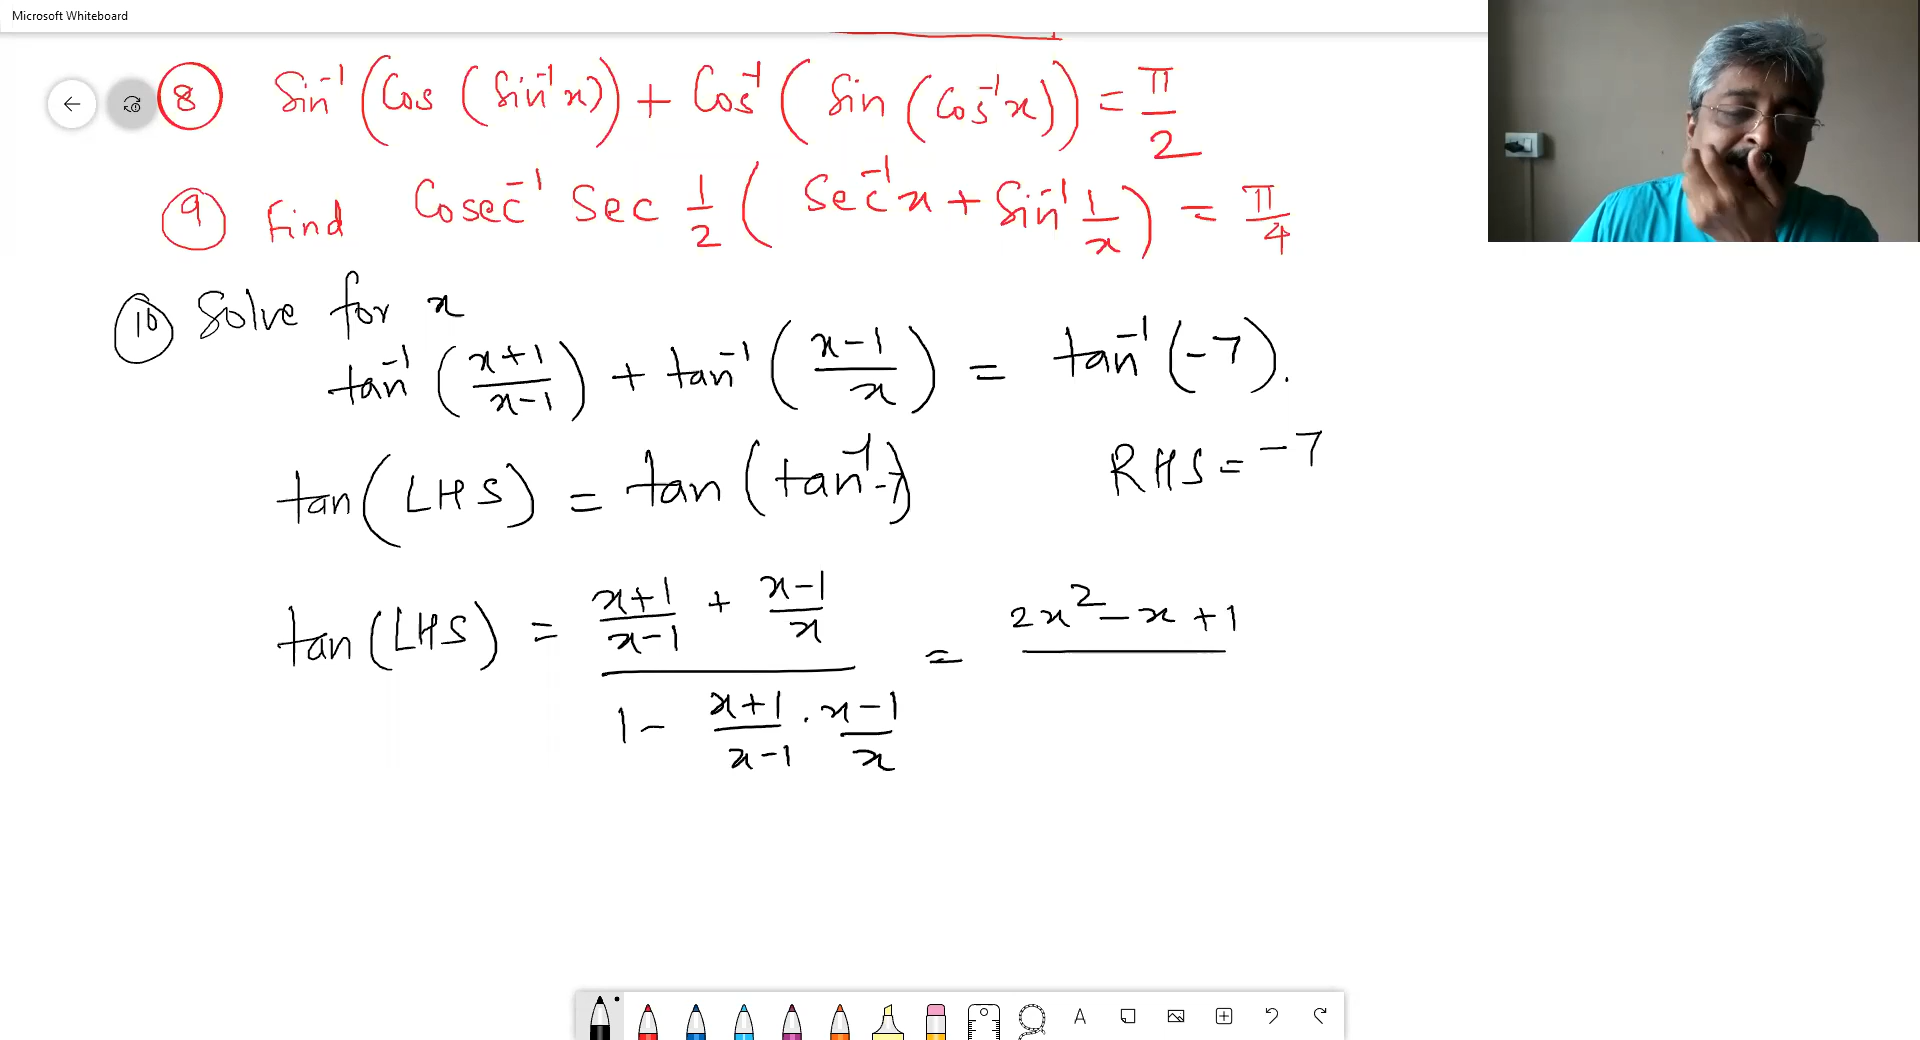 Microsoft Whiteboard
8 Sin⁻¹(Cos(Sin⁻¹x)) + Cos⁻¹(Sin(Cos⁻¹x)) = π/2
9 Find Cosec⁻¹ Sec 1/2 (Sec⁻¹x + Sin⁻¹ 1/x) = π/4
10 Solve for x
tan⁻¹((x+1)/(x-1)) + tan⁻¹((x-1)/x) = tan⁻¹(-7).
tan(LHS) = tan(tan⁻¹-7) RHS = -7
tan(LHS) = ((x+1)/(x-1) + (x-1)/x)/(1 - (x+1)/(x-1) . (x-1)/x) = 2x² - x + 1
A